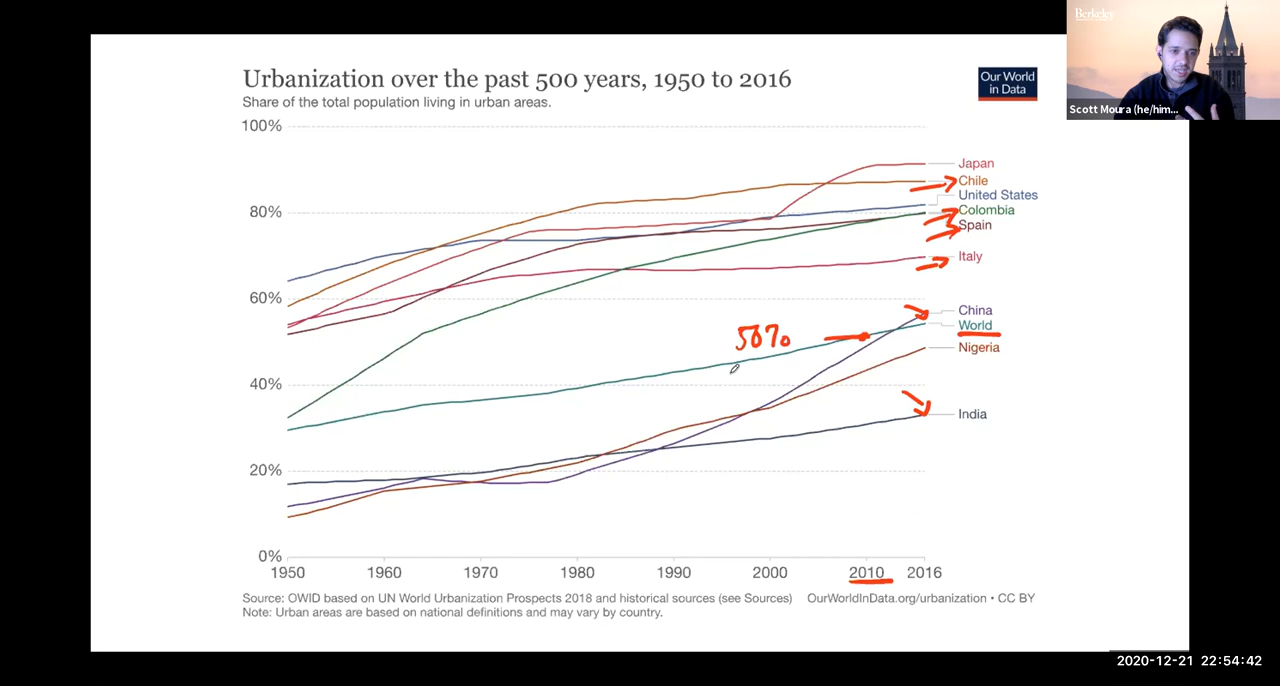 Berkeley
Scott Moura (he/him...
Urbanization over the past 500 years, 1950 to 2016
Share of the total population living in urban areas.
Our World
in Data
100%
80%
60%
40%
20%
0%
Japan
Chile
United States
Colombia
Spain
Italy
China
World
Nigeria
India
50%
1950 1960 1970 1980 1990 2000 2010 2016
Source: OWID based on UN World Urbanization Prospects 2018 and historical sources (see Sources) OurWorldInData.org/urbanization • CC BY
Note: Urban areas are based on national definitions and may vary by country.
2020-12-21 22:54:42